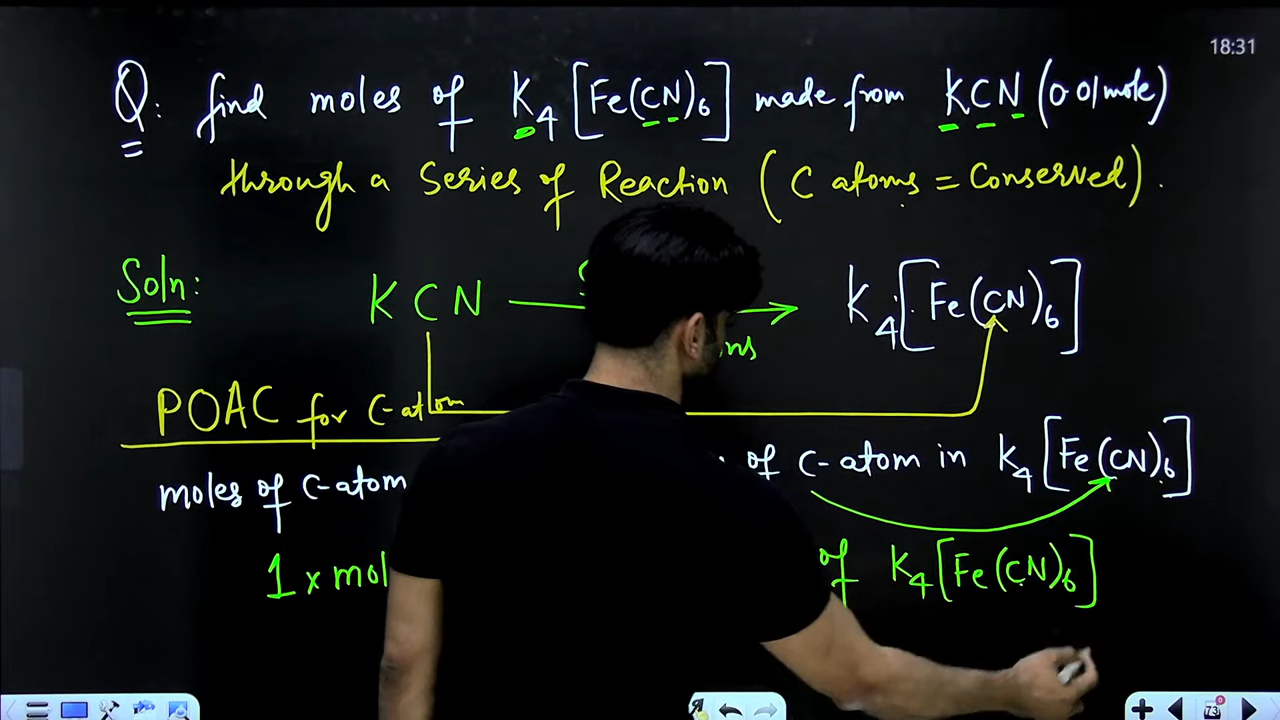 18:31
Q: find moles of K4[Fe(CN)6] made from KCN (0.01mole)
through a Series of Reaction (C atoms = Conserved).
Soln: KCN K4[Fe(CN)6]
POAC for C-atom
moles of C-atom of C-atom in K4[Fe(CN)6]
1 x mol of K4[Fe(CN)6]
73